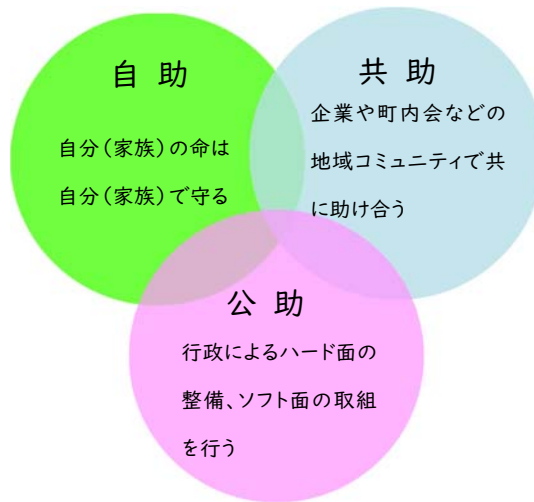 自 助
自分（家族）の命は
自分（家族）で守る
共 助
企業や町内会などの
地域コミュニティで共
に助け合う
公 助
行政によるハード面の
整備、ソフト面の取組
を行う